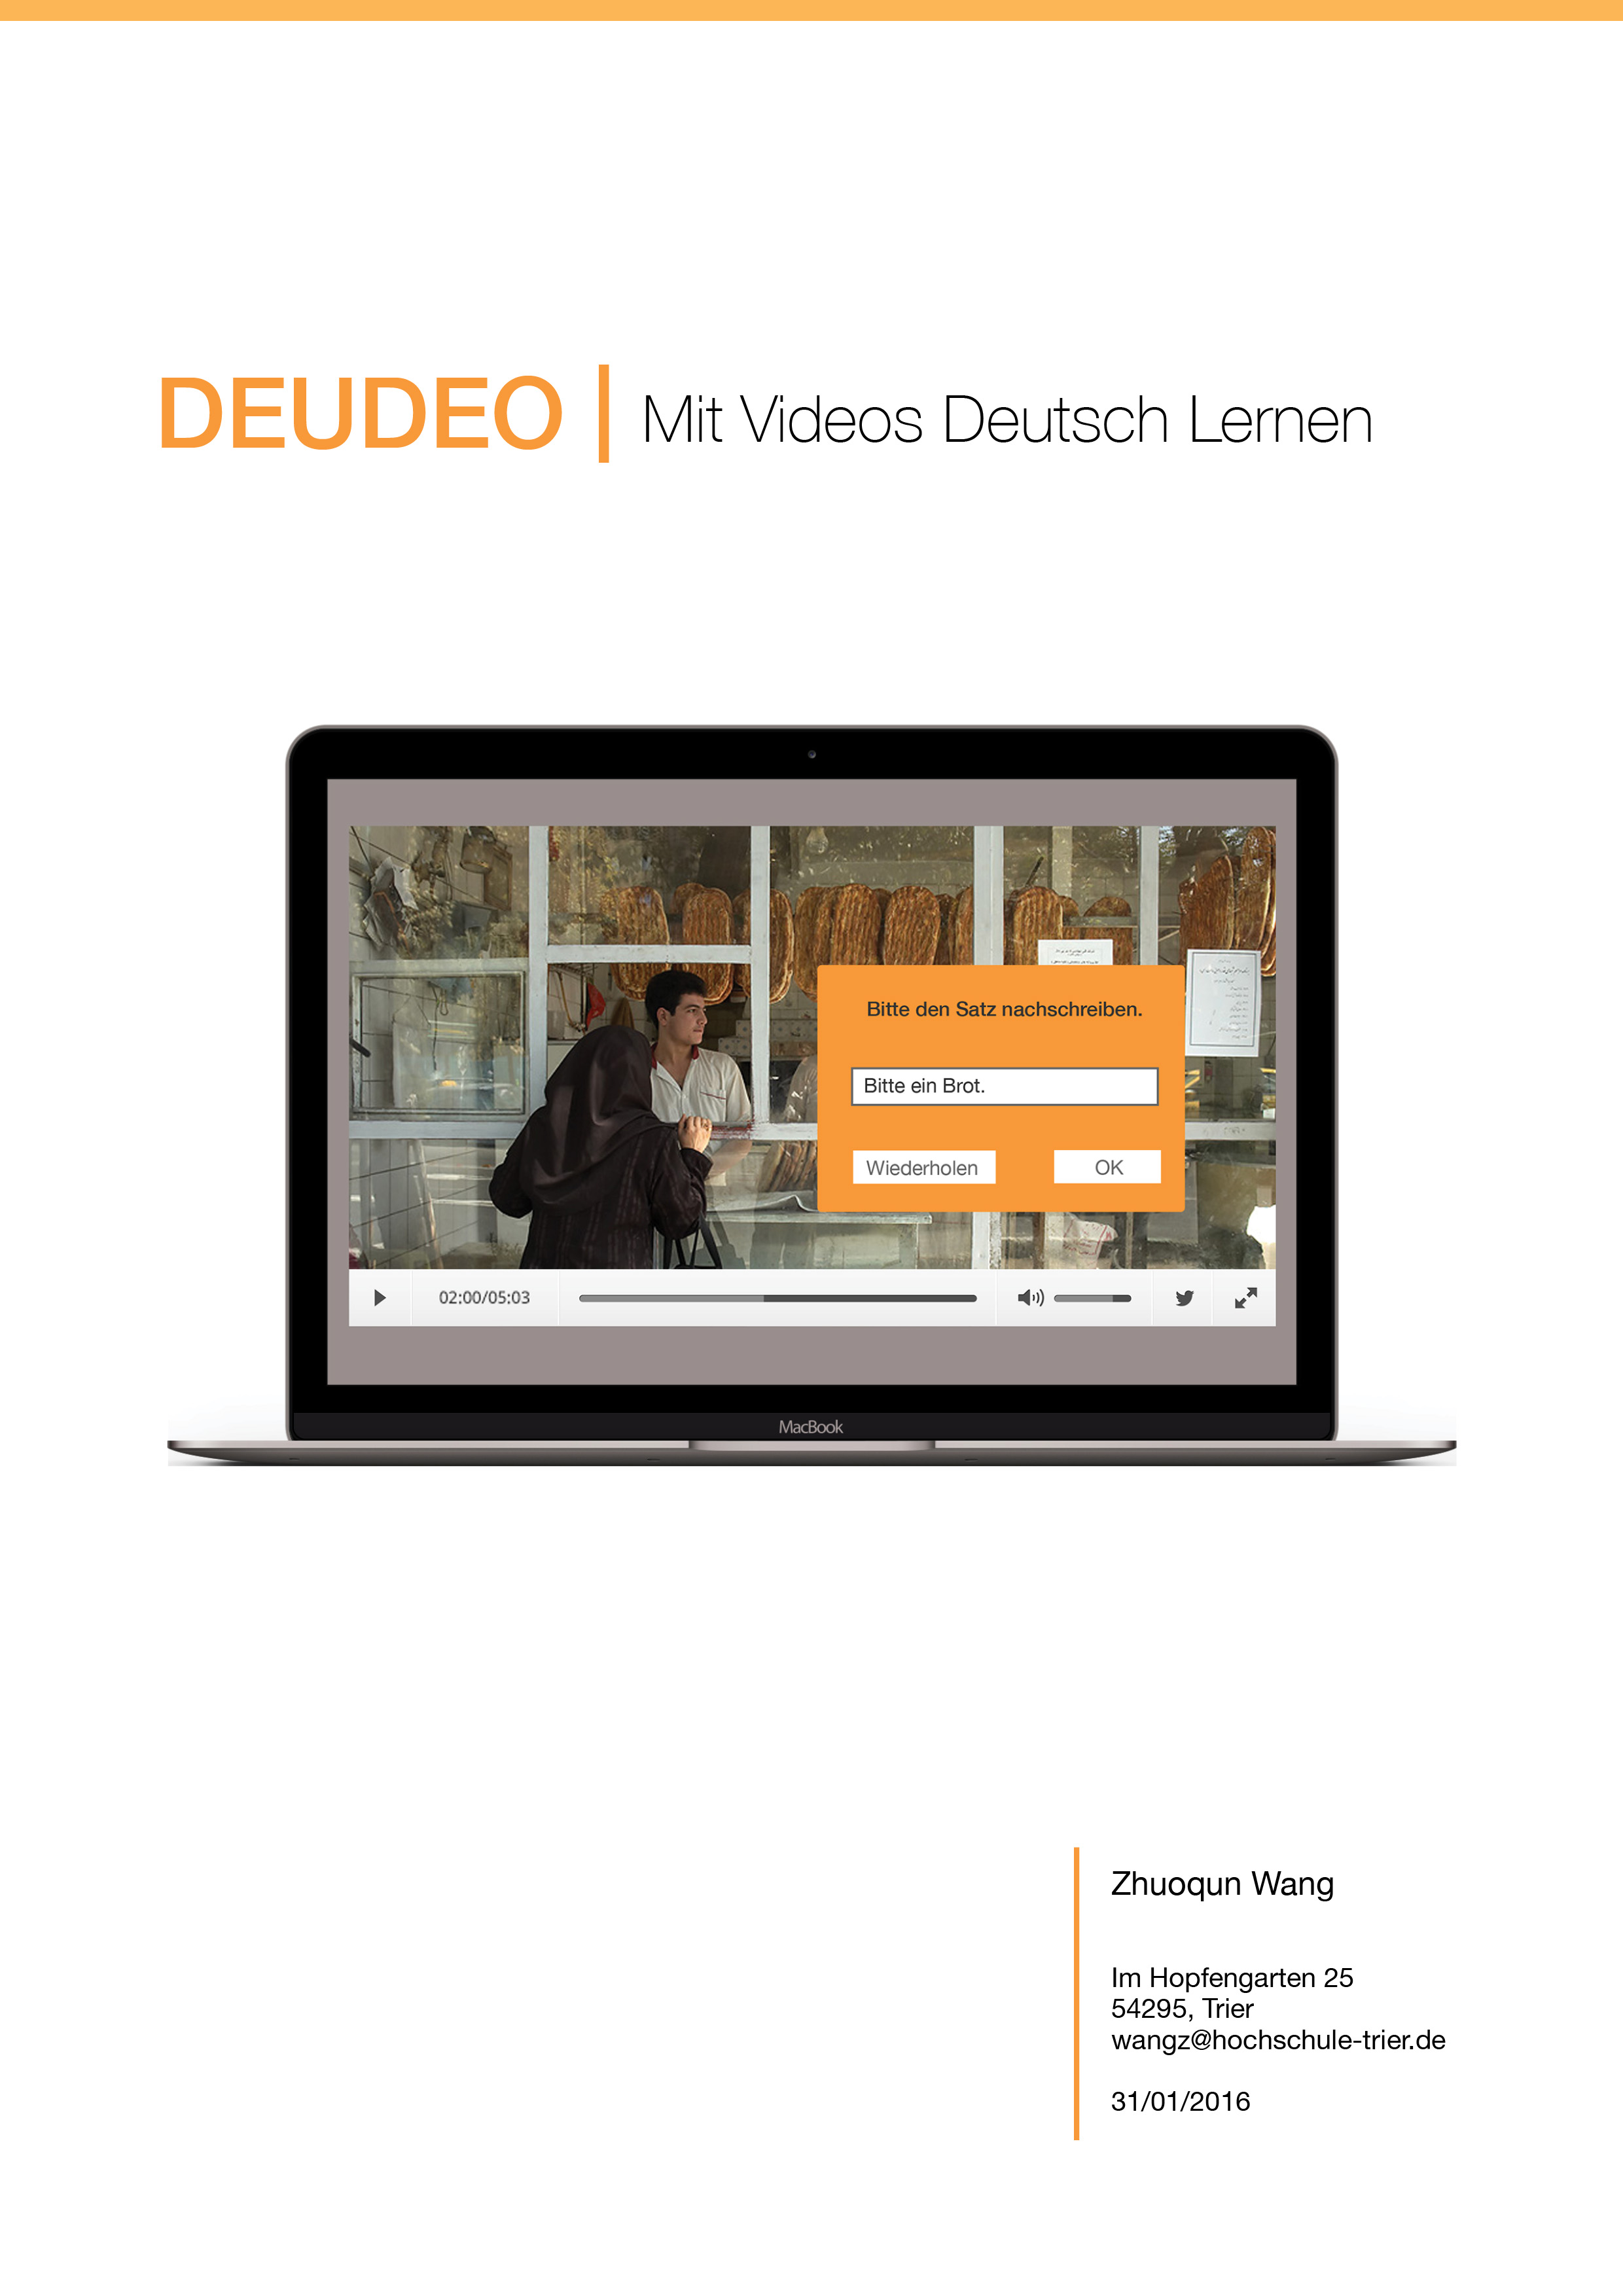 DEUDEO | Mit Videos Deutsch Lernen
Bitte den Satz nachschreiben.
Bitte ein Brot.
Wiederholen
OK
02:00/05:03
MacBook
Zhuoqun Wang
Im Hopfengarten 25
54295, Trier
wangz@hochschule-trier.de
31/01/2016